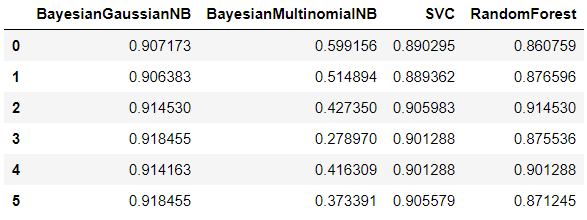 BayesianGaussianNB BayesianMultinomialNB SVC RandomForest
0 0.907173 0.599156 0.890295 0.860759
1 0.906383 0.514894 0.889362 0.876596
2 0.914530 0.427350 0.905983 0.914530
3 0.918455 0.278970 0.901288 0.875536
4 0.914163 0.416309 0.901288 0.901288
5 0.918455 0.373391 0.905579 0.871245